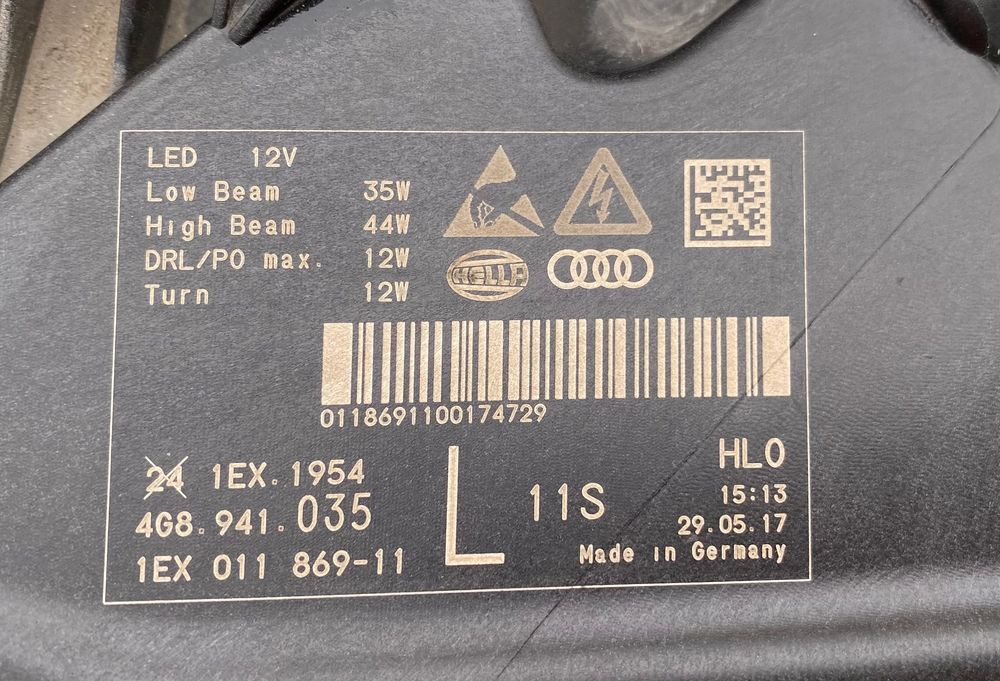 LED 12V
Low Beam 35W
High Beam 44W
DRL/PO max. 12W
Turn 12W
HELLA
0118691100174729
24 1EX.1954
4G8.941.035
1EX 011 869-11
L
11S
HLO
15:13
29.05.17
Made in Germany